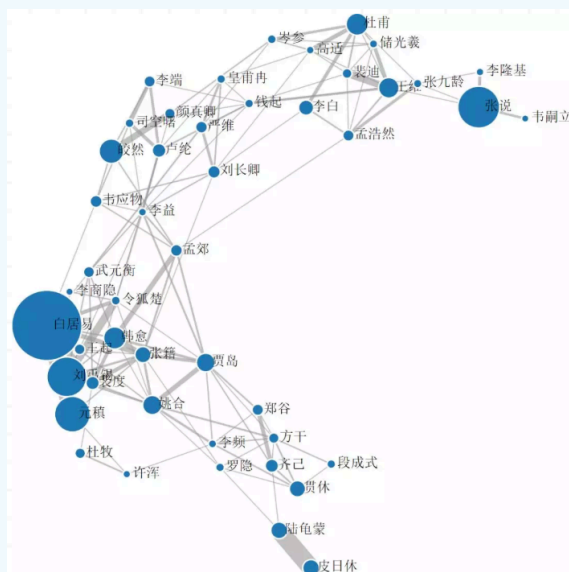 杜甫
岑参
储光羲
高适
裴迪
李隆基
李端
皇甫冉
张九龄
王维
钱起
李白
张说
颜真卿
韦嗣立
司空曙
严维
孟浩然
皎然
卢纶
刘长卿
韦应物
李益
孟郊
武元衡
李商隐
令狐楚
白居易
韩愈
王起
张籍
贾岛
刘禹锡
裴度
姚合
元稹
郑谷
方干
李频
杜牧
罗隐
齐己
段成式
许浑
贯休
陆龟蒙
皮日休